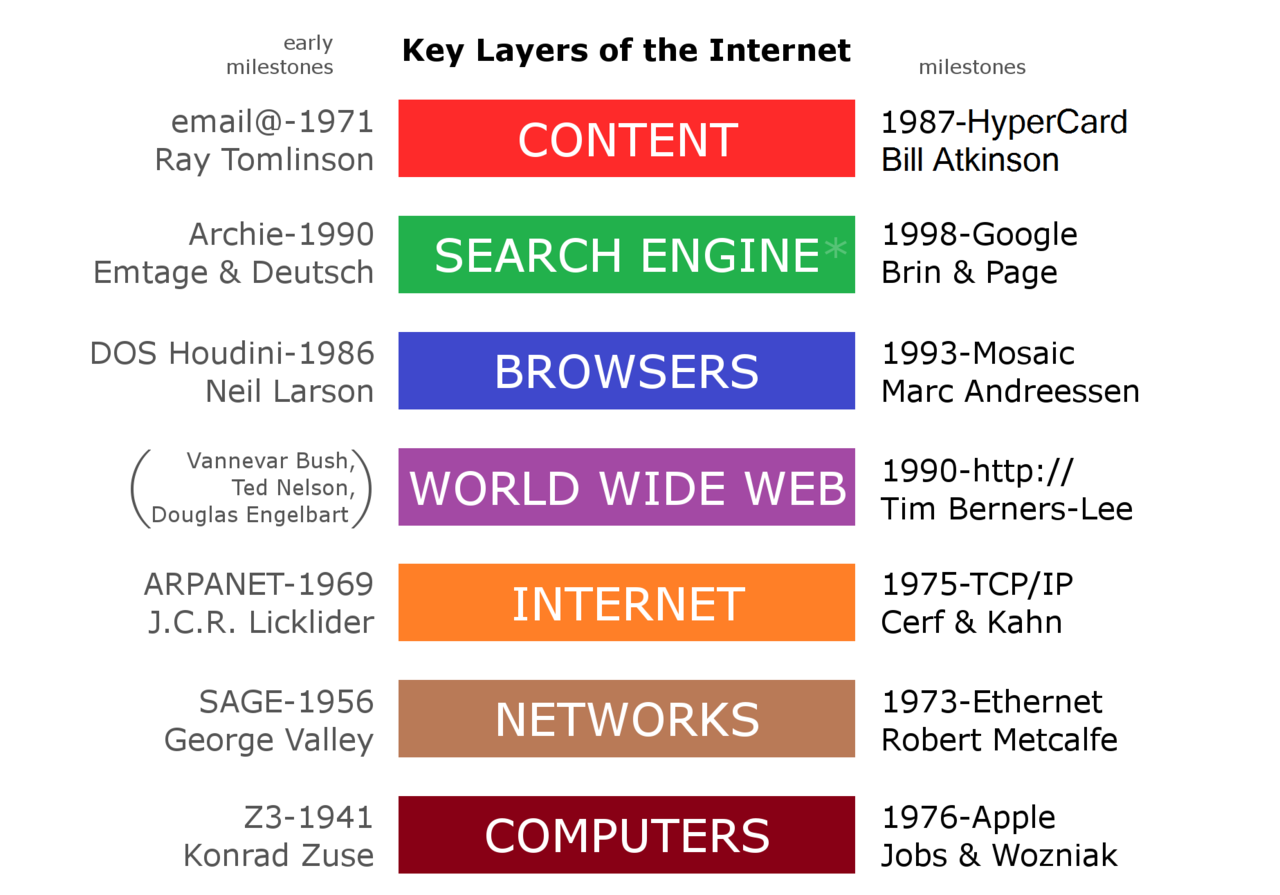 early
milestones
Key Layers of the Internet
milestones
email@-1971
Ray Tomlinson
CONTENT
1987-HyperCard
Bill Atkinson
Archie-1990
Emtage & Deutsch
SEARCH ENGINE*
1998-Google
Brin & Page
DOS Houdini-1986
Neil Larson
BROWSERS
1993-Mosaic
Marc Andreessen
(Vannevar Bush,
Ted Nelson,
Douglas Engelbart)
WORLD WIDE WEB
1990-http://
Tim Berners-Lee
ARPANET-1969
J.C.R. Licklider
INTERNET
1975-TCP/IP
Cerf & Kahn
SAGE-1956
George Valley
NETWORKS
1973-Ethernet
Robert Metcalfe
Z3-1941
Konrad Zuse
COMPUTERS
1976-Apple
Jobs & Wozniak